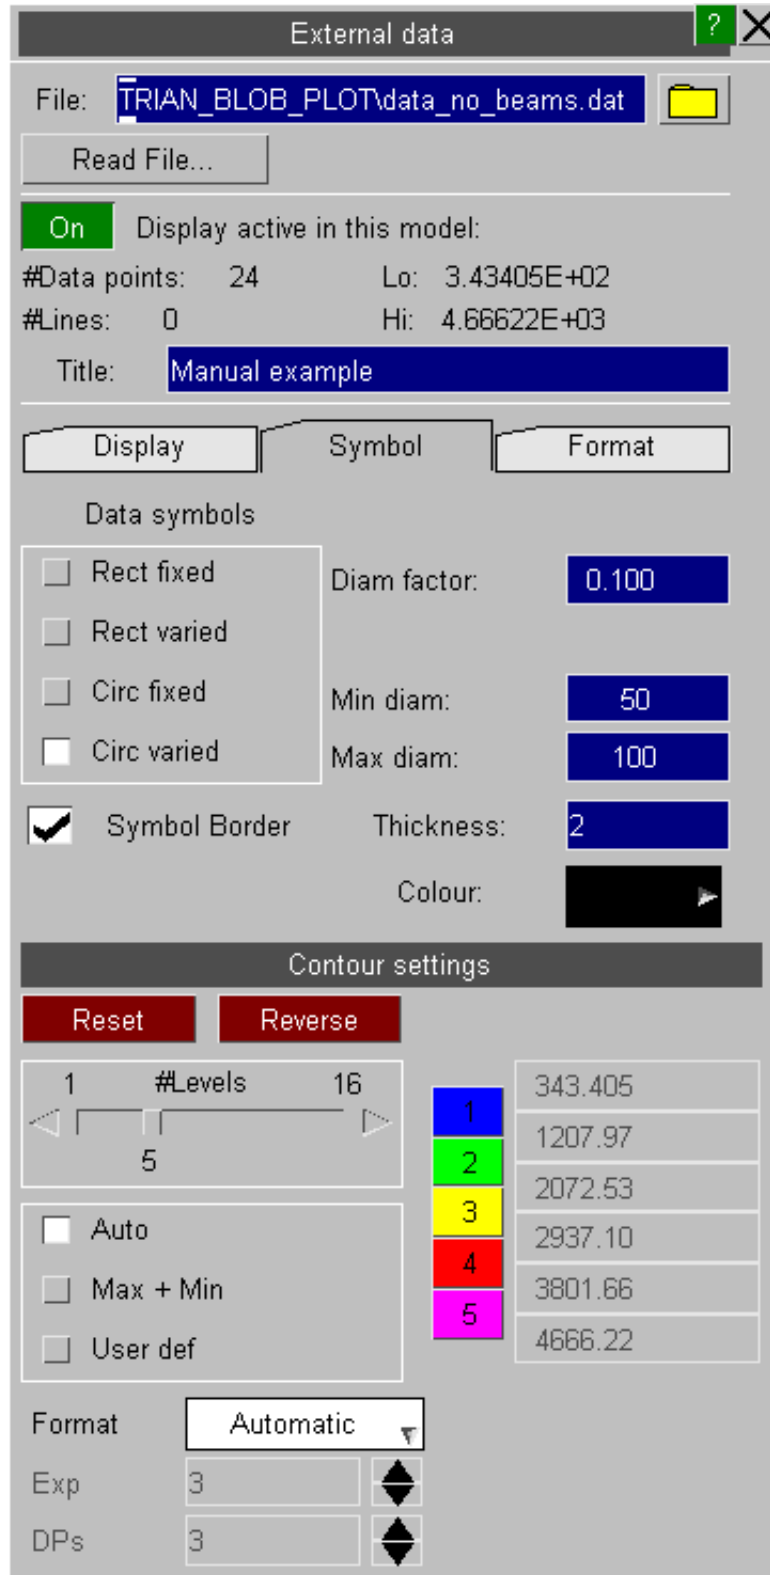 External data ?
File: TRIAN_BLOB_PLOT\data_no_beams.dat
Read File...
On Display active in this model:
#Data points: 24 Lo: 3.43405E+02
#Lines: 0 Hi: 4.66622E+03
Title: Manual example
Display Symbol Format
Data symbols
Rect fixed Diam factor: 0.100
Rect varied
Circ fixed Min diam: 50
Circ varied Max diam: 100
Symbol Border Thickness: 2
Colour:
Contour settings
Reset Reverse
1 #Levels 16
5
1
2
3
4
5
343.405
1207.97
2072.53
2937.10
3801.66
4666.22
Auto
Max + Min
User def
Format Automatic
Exp 3
DPs 3